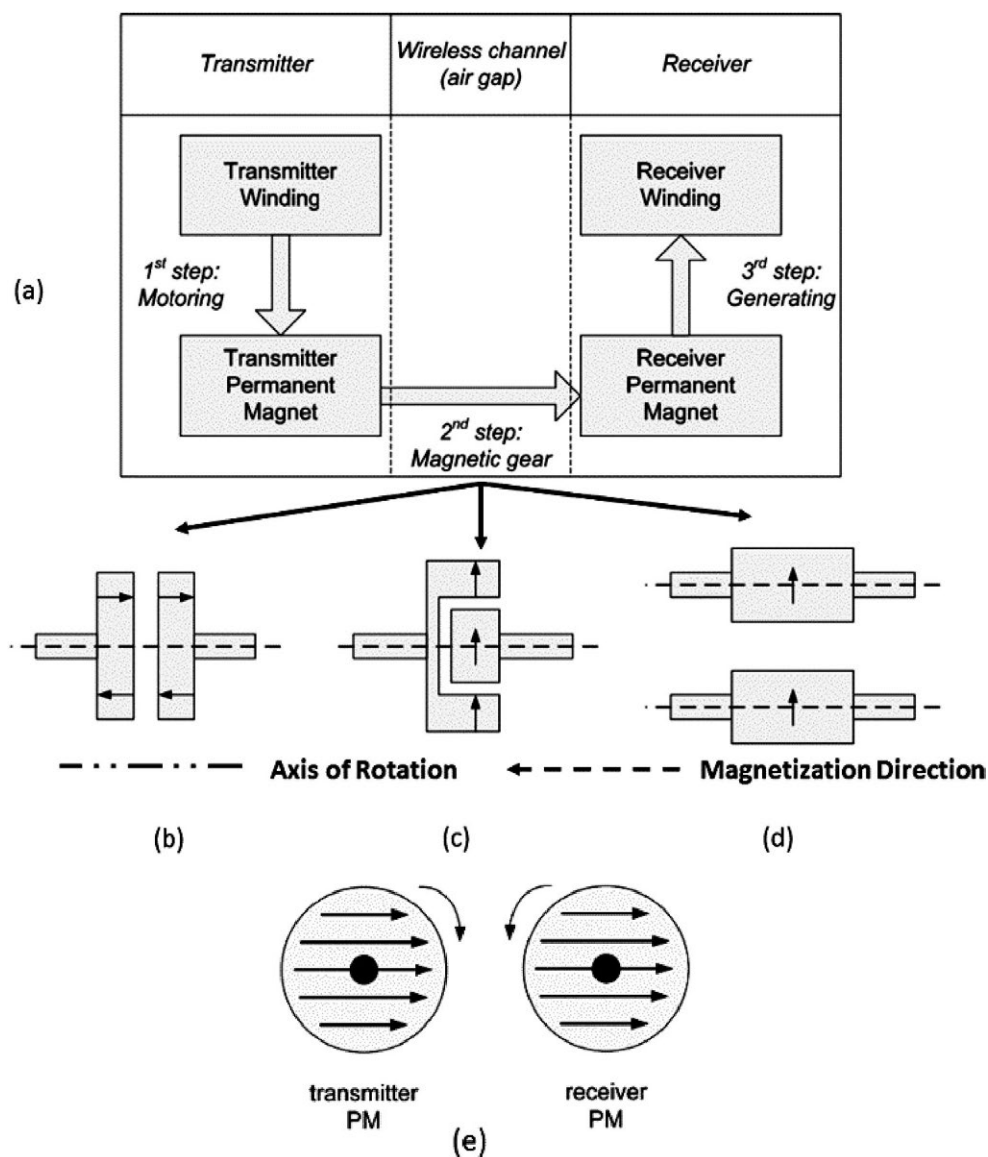 Transmitter
Wireless channel
(air gap)
Receiver
Transmitter
Winding
Receiver
Winding
1st step:
Motoring
3rd step:
Generating
(a)
Transmitter
Permanent
Magnet
Receiver
Permanent
Magnet
2nd step:
Magnetic gear
Axis of Rotation
Magnetization Direction
(b)
(c)
(d)
transmitter
PM
receiver
PM
(e)